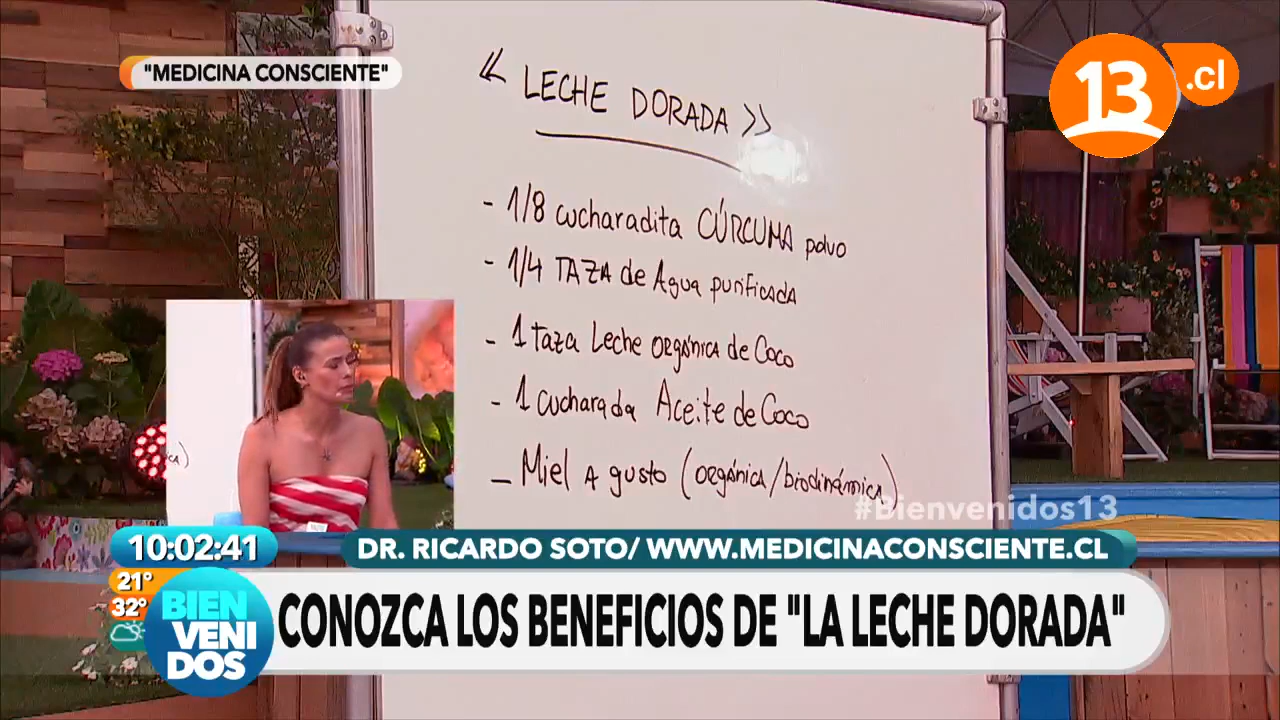 "MEDICINA CONSCIENTE"
13.cl
« LECHE DORADA »
- 1/8 cucharadita CÚRCUMA polvo
- 1/4 TAZA de Agua purificada
- 1 taza Leche orgánica de Coco
- 1 cucharada Aceite de Coco
- Miel a gusto (orgánica/biodinámica)
#Bienvenidos13
10:02:41
DR. RICARDO SOTO/ WWW.MEDICINACONSCIENTE.CL
21°
32°
BIEN
VENI
DOS
CONOZCA LOS BENEFICIOS DE "LA LECHE DORADA"